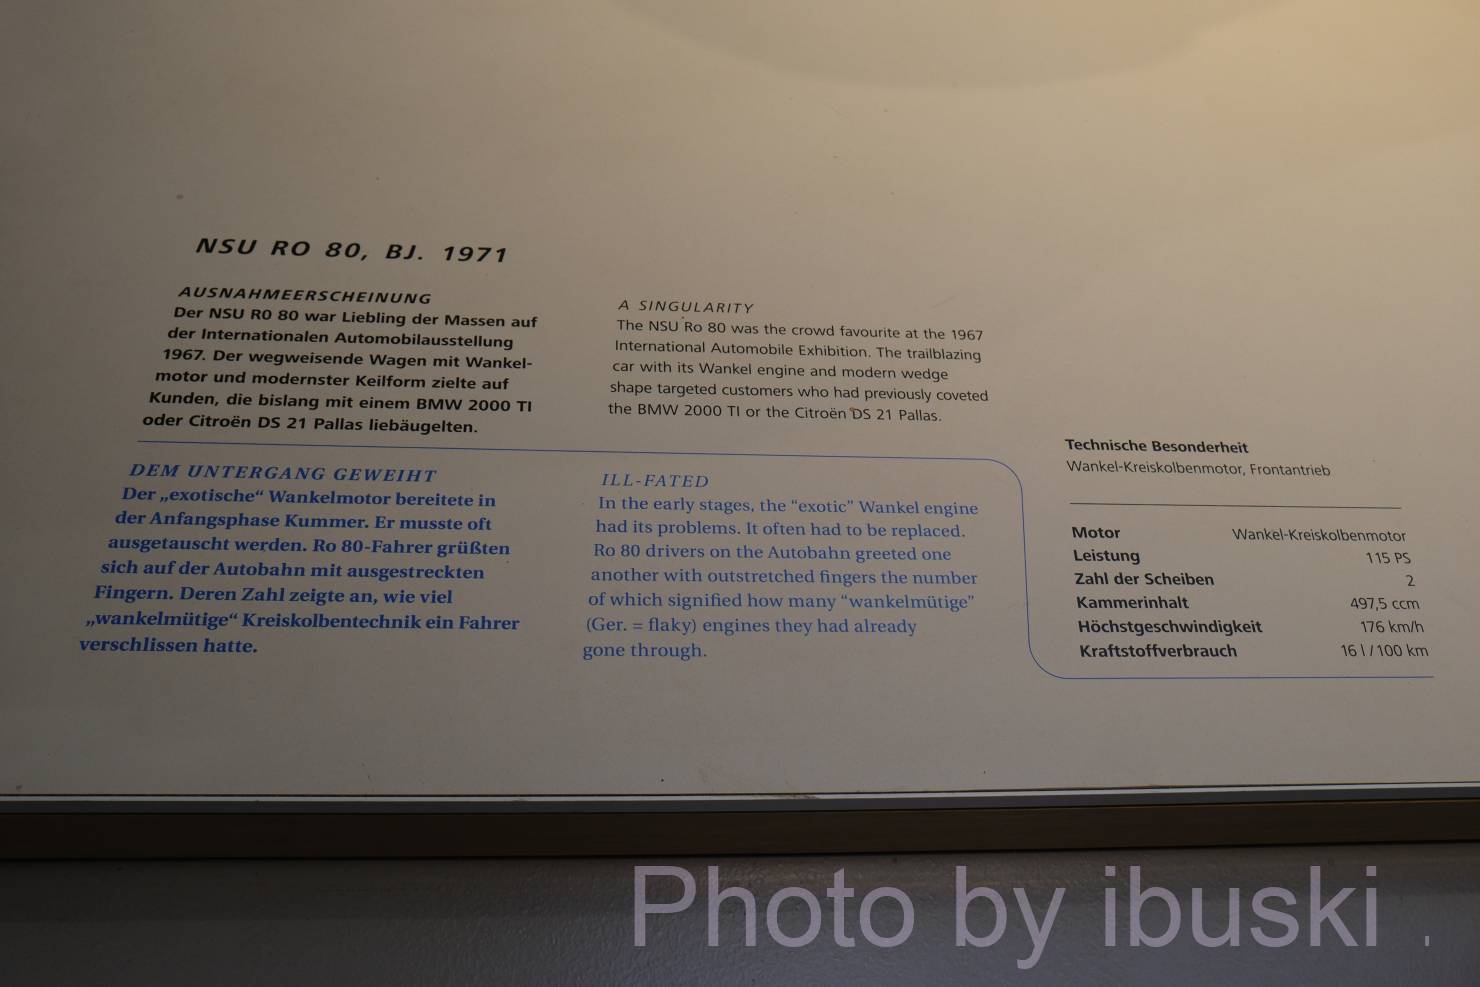 NSU RO 80, BJ. 1971
AUSNAHMEERSCHEINUNG
Der NSU RO 80 war Liebling der Massen auf
der Internationalen Automobilausstellung
1967. Der wegweisende Wagen mit Wankel-
motor und modernster Keilform zielte auf
Kunden, die bislang mit einem BMW 2000 TI
oder Citroën DS 21 Pallas liebäugelten.
A SINGULARITY
The NSU Ro 80 was the crowd favourite at the 1967
International Automobile Exhibition. The trailblazing
car with its Wankel engine and modern wedge
shape targeted customers who had previously coveted
the BMW 2000 TI or the Citroën DS 21 Pallas.
DEM UNTERGANG GEWEIHT
Der „exotische“ Wankelmotor bereitete in
der Anfangsphase Kummer. Er musste oft
ausgetauscht werden. Ro 80-Fahrer grüßten
sich auf der Autobahn mit ausgestreckten
Fingern. Deren Zahl zeigte an, wie viel
„wankelmütige“ Kreiskolbentechnik ein Fahrer
verschlissen hatte.
ILL-FATED
In the early stages, the “exotic” Wankel engine
had its problems. It often had to be replaced.
Ro 80 drivers on the Autobahn greeted one
another with outstretched fingers the number
of which signified how many “wankelmütige”
(Ger. = flaky) engines they had already
gone through.
Technische Besonderheit
Wankel-Kreiskolbenmotor, Frontantrieb
Motor Wankel-Kreiskolbenmotor
Leistung 115 PS
Zahl der Scheiben 2
Kammerinhalt 497,5 ccm
Höchstgeschwindigkeit 176 km/h
Kraftstoffverbrauch 16 l / 100 km
Photo by ibuski